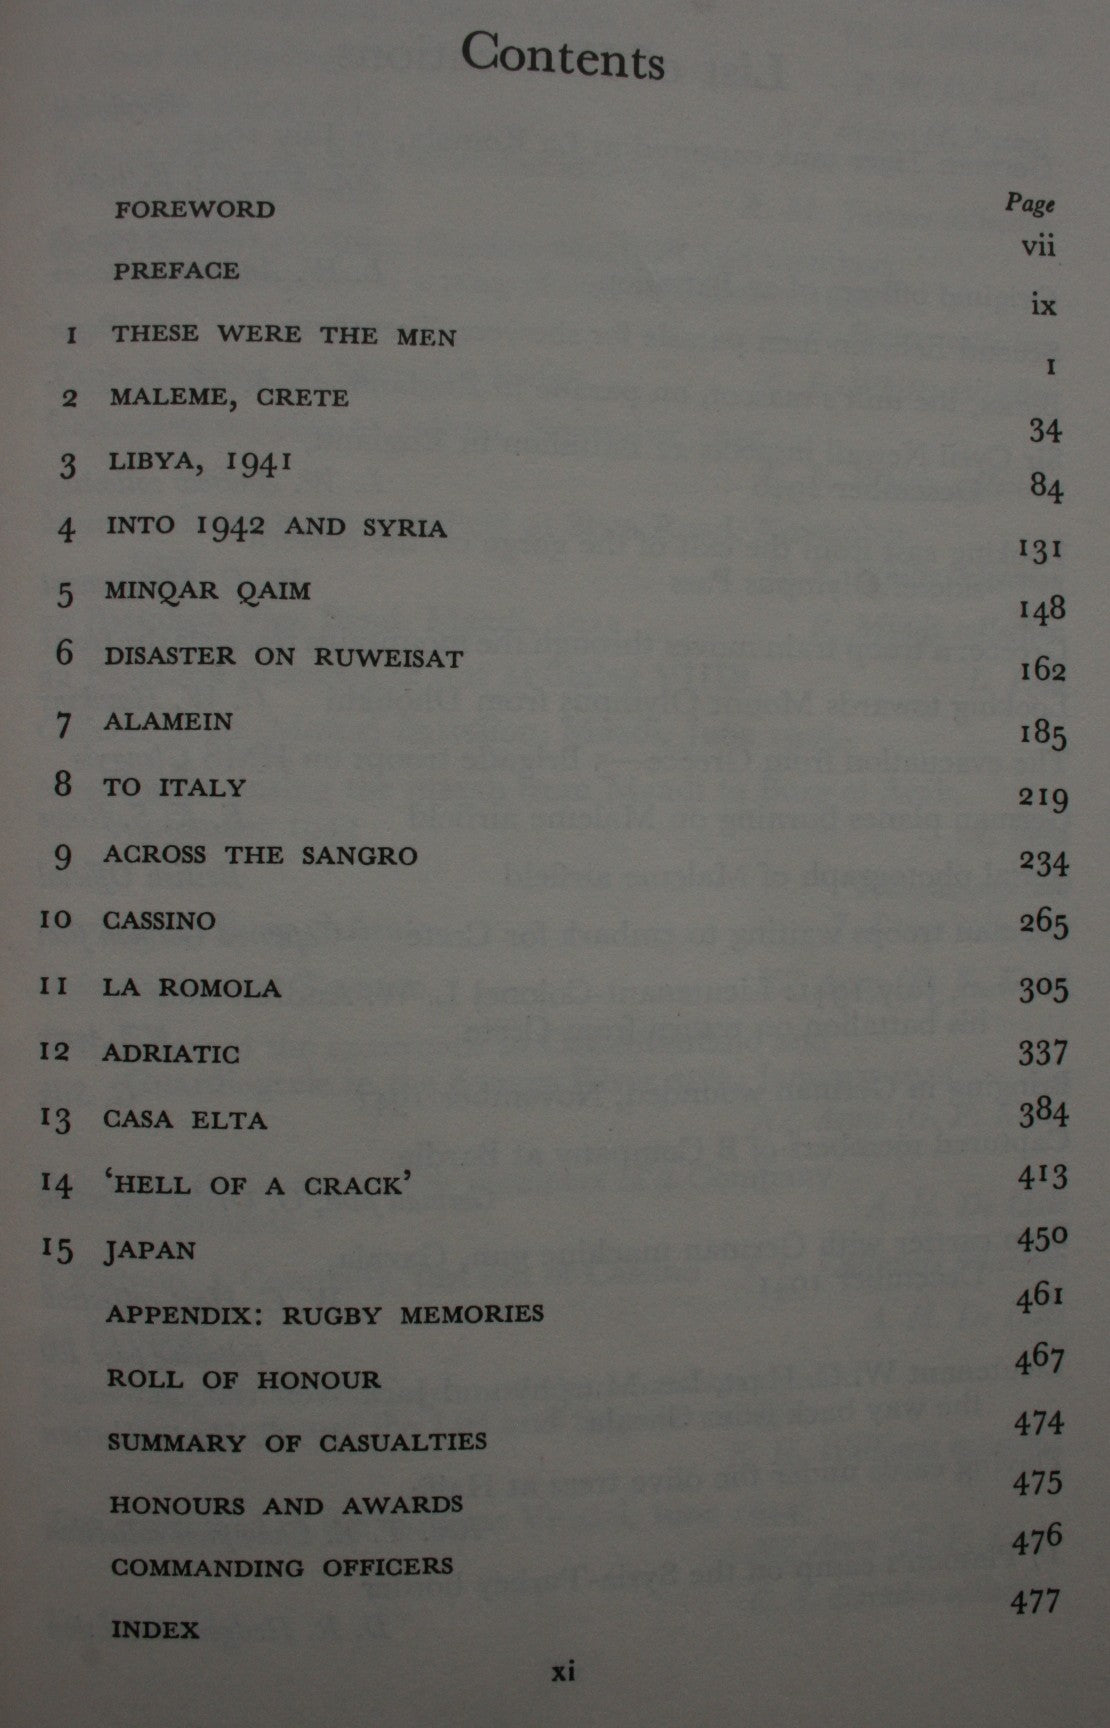 Contents
Page
FOREWORD vii
PREFACE ix
1 THESE WERE THE MEN 1
2 MALEME, CRETE 34
3 LIBYA, 1941 84
4 INTO 1942 AND SYRIA 131
5 MINQAR QAIM 148
6 DISASTER ON RUWEISAT 162
7 ALAMEIN 185
8 TO ITALY 219
9 ACROSS THE SANGRO 234
10 CASSINO 265
11 LA ROMOLA 305
12 ADRIATIC 337
13 CASA ELTA 384
14 ‘HELL OF A CRACK’ 413
15 JAPAN 450
APPENDIX: RUGBY MEMORIES 461
ROLL OF HONOUR 467
SUMMARY OF CASUALTIES 474
HONOURS AND AWARDS 475
COMMANDING OFFICERS 476
INDEX 477
xi